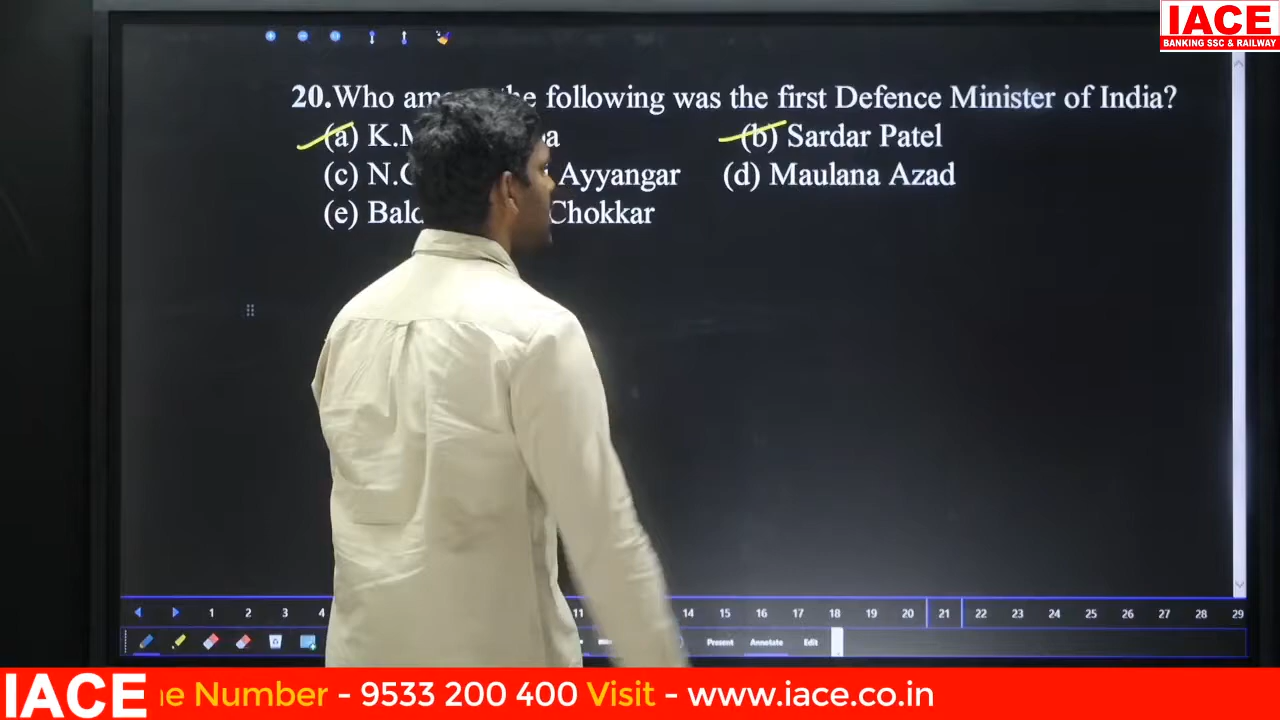 IACE
BANKING SSC & RAILWAY
20.Who the following was the first Defence Minister of India?
(a) (b) Sardar Patel
(c) Ayyangar (d) Maulana Azad
(e) Chokkar
1 2 3 4 11 14 15 16 17 18 19 20 21 22 23 24 25 26 27 28 29
Present Annotate Edit
IACE Number - 9533 200 400 Visit - www.iace.co.in